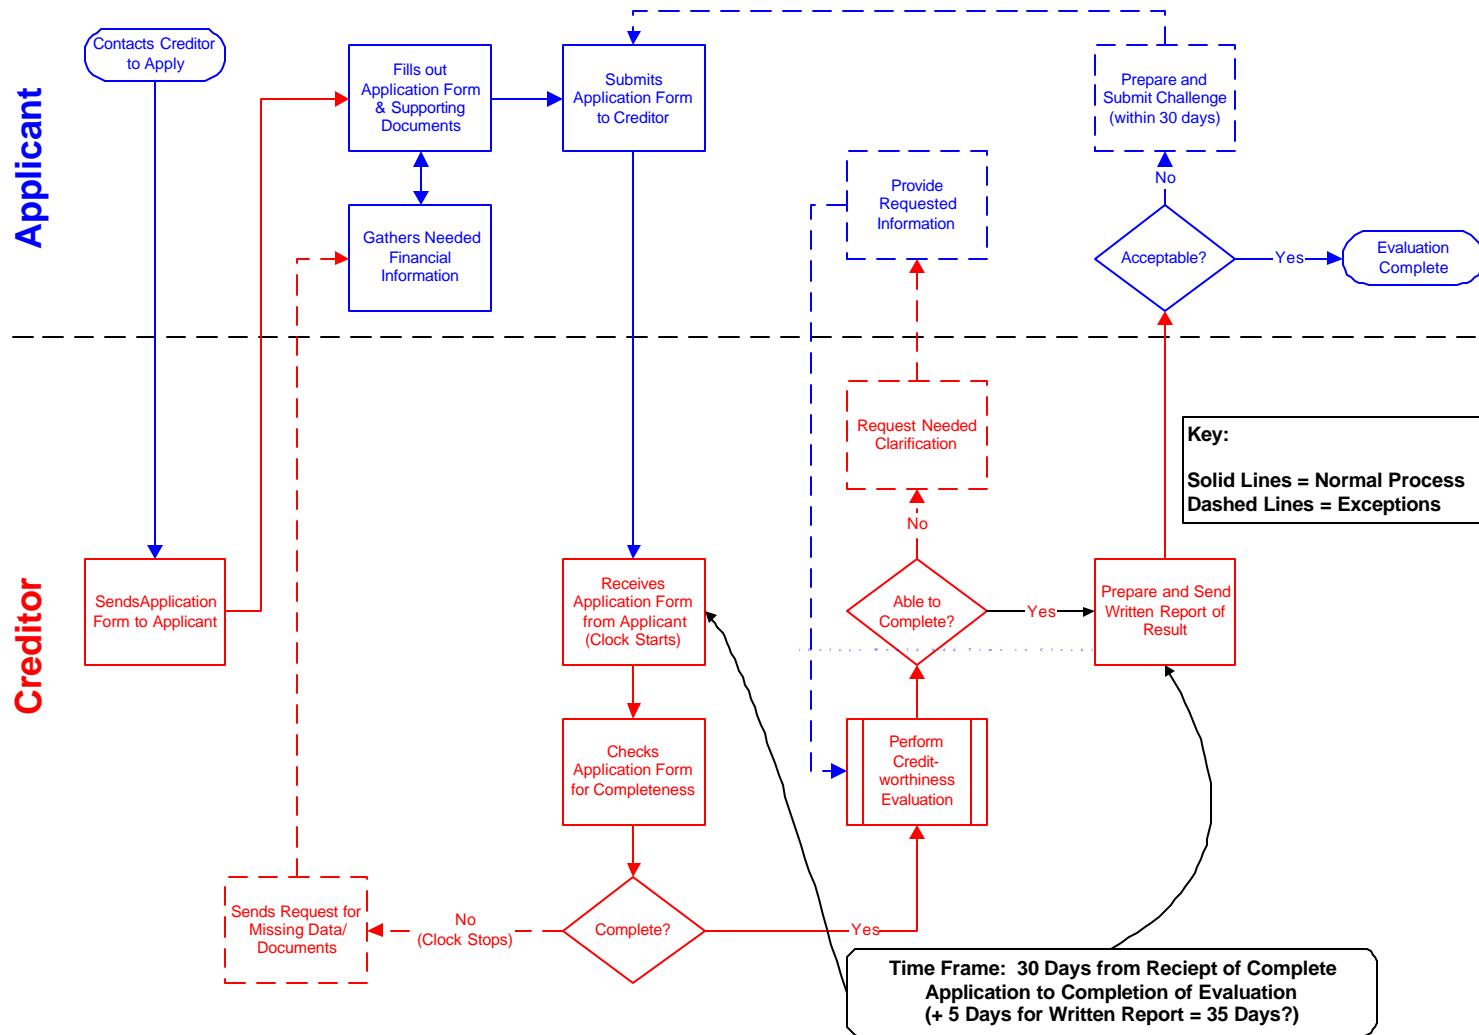 Applicant
Contacts Creditor
to Apply
Fills out
Application Form
& Supporting
Documents
Submits
Application Form
to Creditor
Prepare and
Submit Challenge
(within 30 days)
No
Provide
Requested
Information
Gathers Needed
Financial
Information
Acceptable?
Yes
Evaluation
Complete
Request Needed
Clarification
Key:
Solid Lines = Normal Process
Dashed Lines = Exceptions
No
Creditor
SendsApplication
Form to Applicant
Receives
Application Form
from Applicant
(Clock Starts)
Able to
Complete?
Yes
Prepare and Send
Written Report of
Result
Checks
Application Form
for Completeness
Perform
Credit-
worthiness
Evaluation
Sends Request for
Missing Data/
Documents
No
(Clock Stops)
Complete?
Yes
Time Frame:  30 Days from Reciept of Complete
Application to Completion of Evaluation
(+ 5 Days for Written Report = 35 Days?)